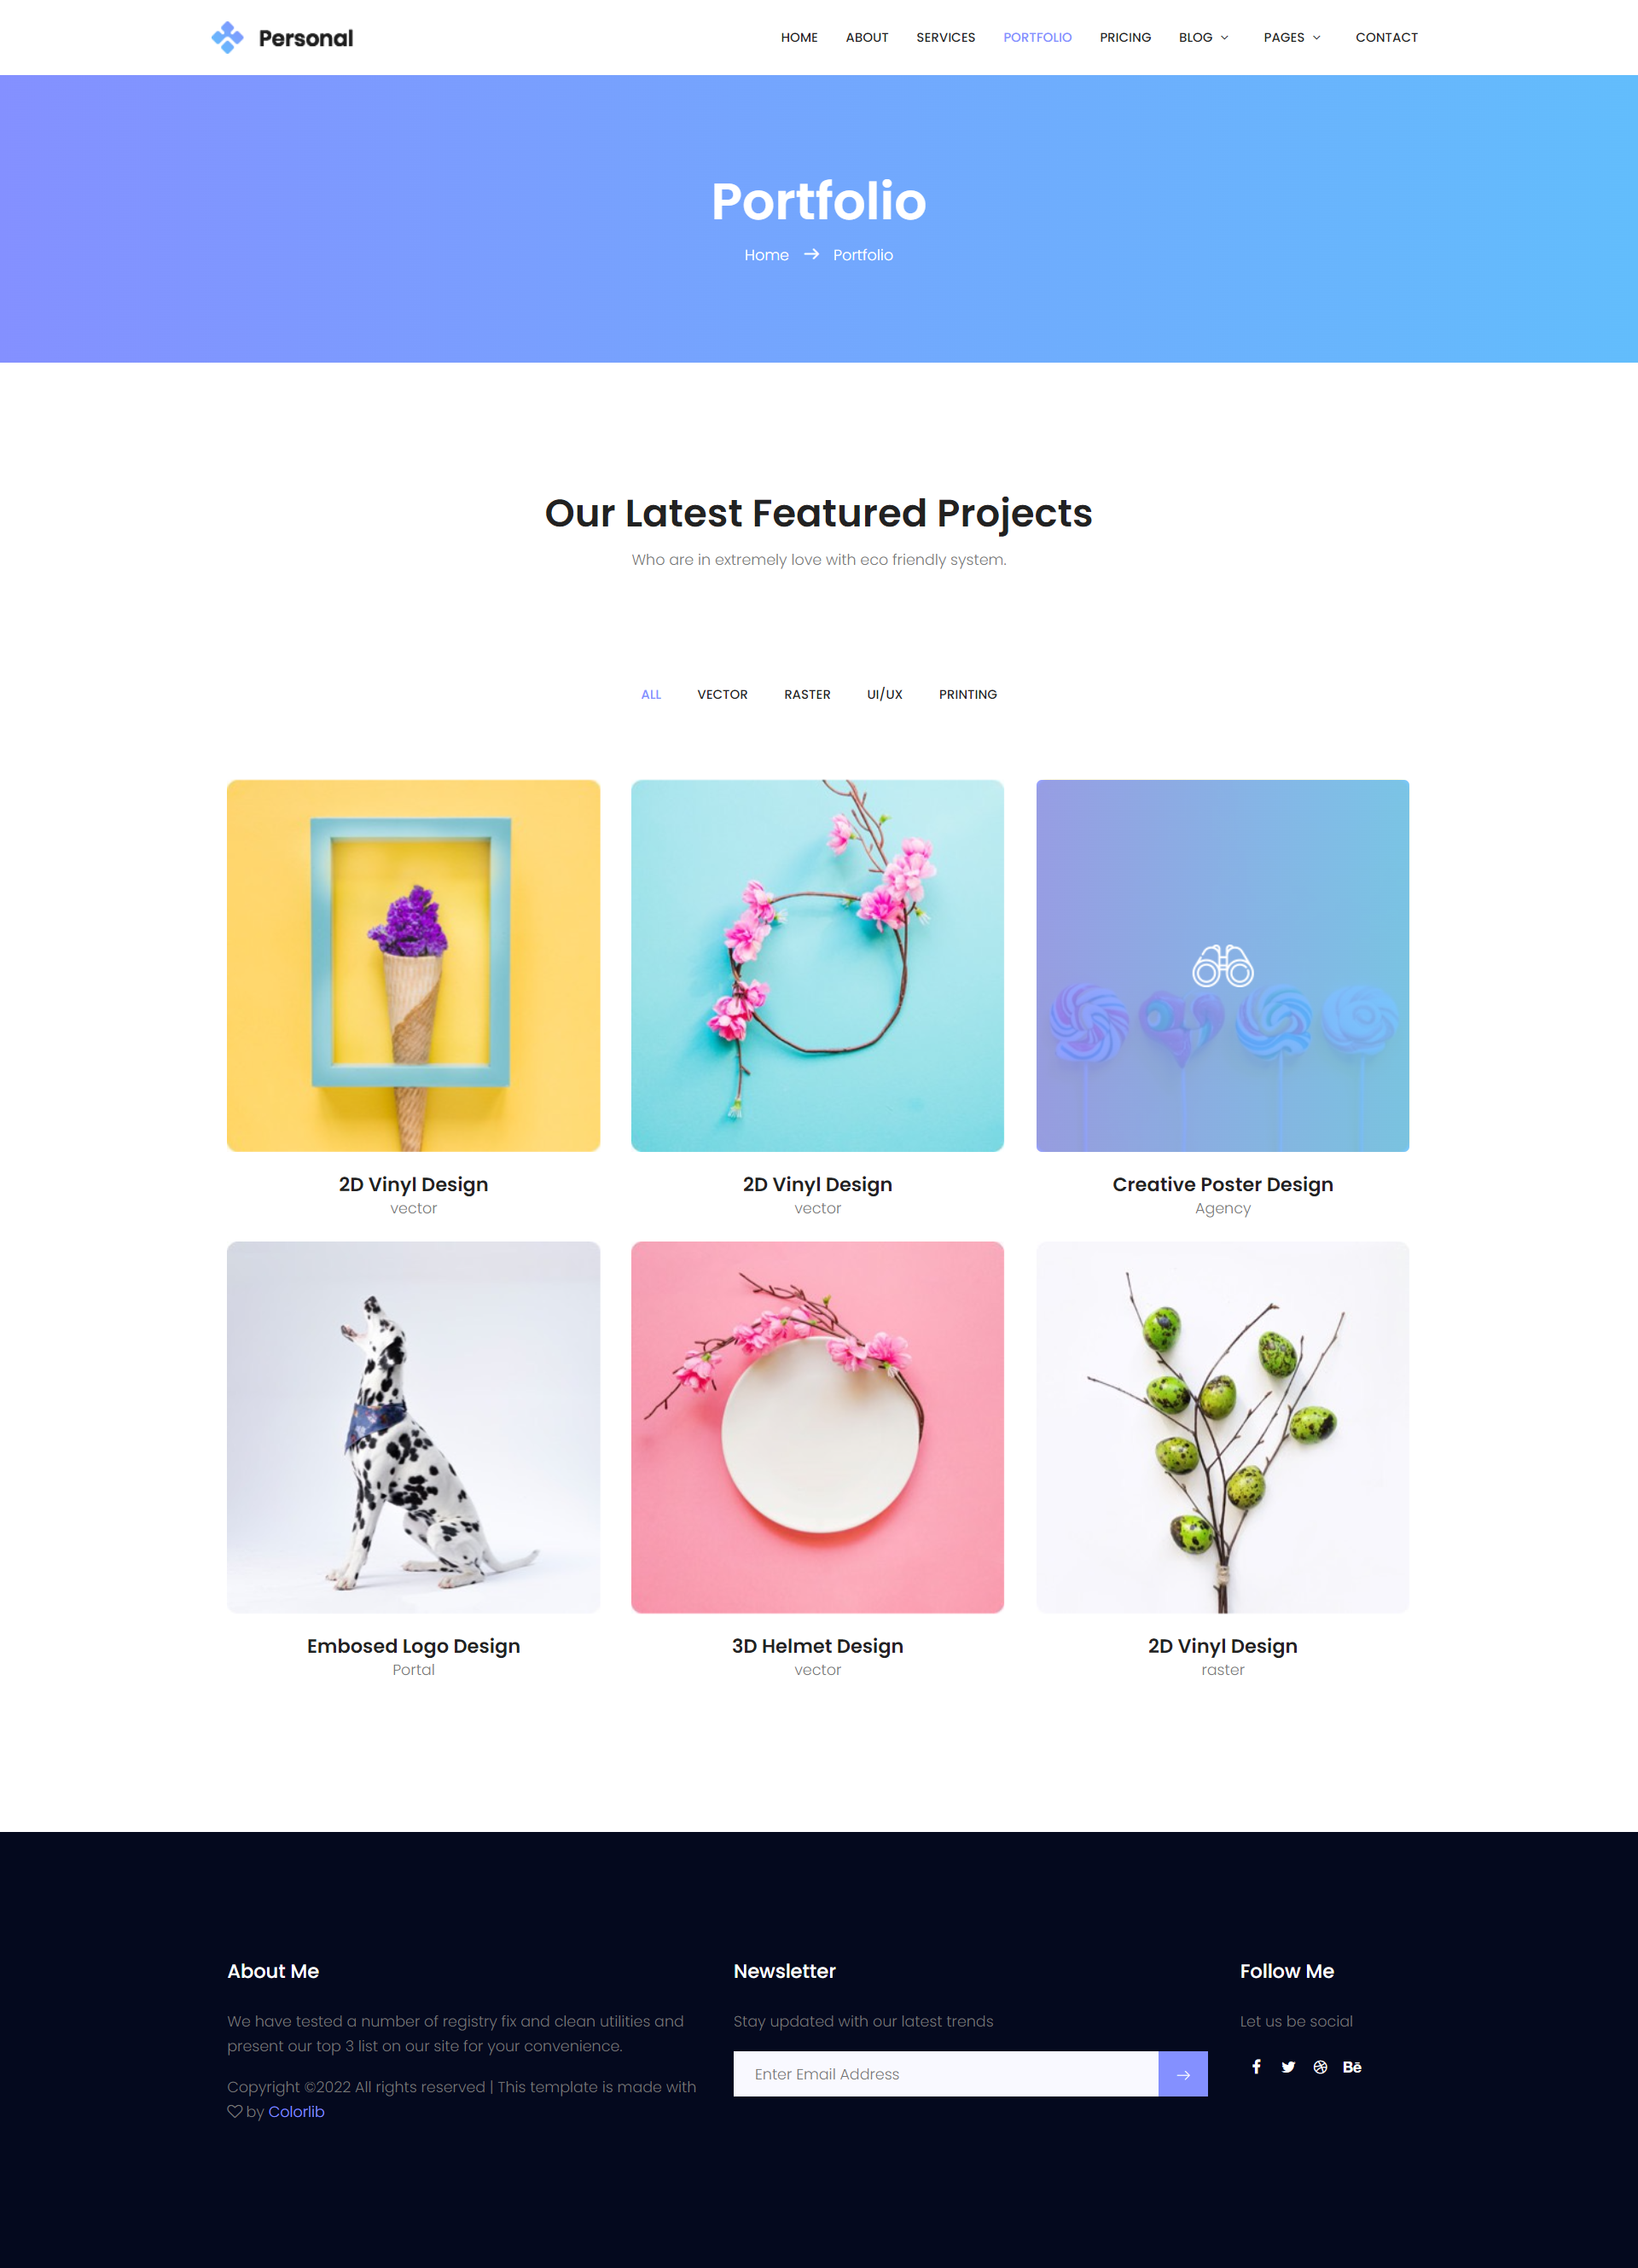 Personal
HOME ABOUT SERVICES PORTFOLIO PRICING BLOG PAGES CONTACT
Portfolio
Home → Portfolio
Our Latest Featured Projects
Who are in extremely love with eco friendly system.
ALL VECTOR RASTER UI/UX PRINTING
2D Vinyl Design
vector
2D Vinyl Design
vector
Creative Poster Design
Agency
Embosed Logo Design
Portal
3D Helmet Design
vector
2D Vinyl Design
raster
About Me
We have tested a number of registry fix and clean utilities and
present our top 3 list on our site for your convenience.
Copyright ©2022 All rights reserved | This template is made with
♡ by Colorlib
Newsletter
Stay updated with our latest trends
Enter Email Address →
Follow Me
Let us be social
Bē